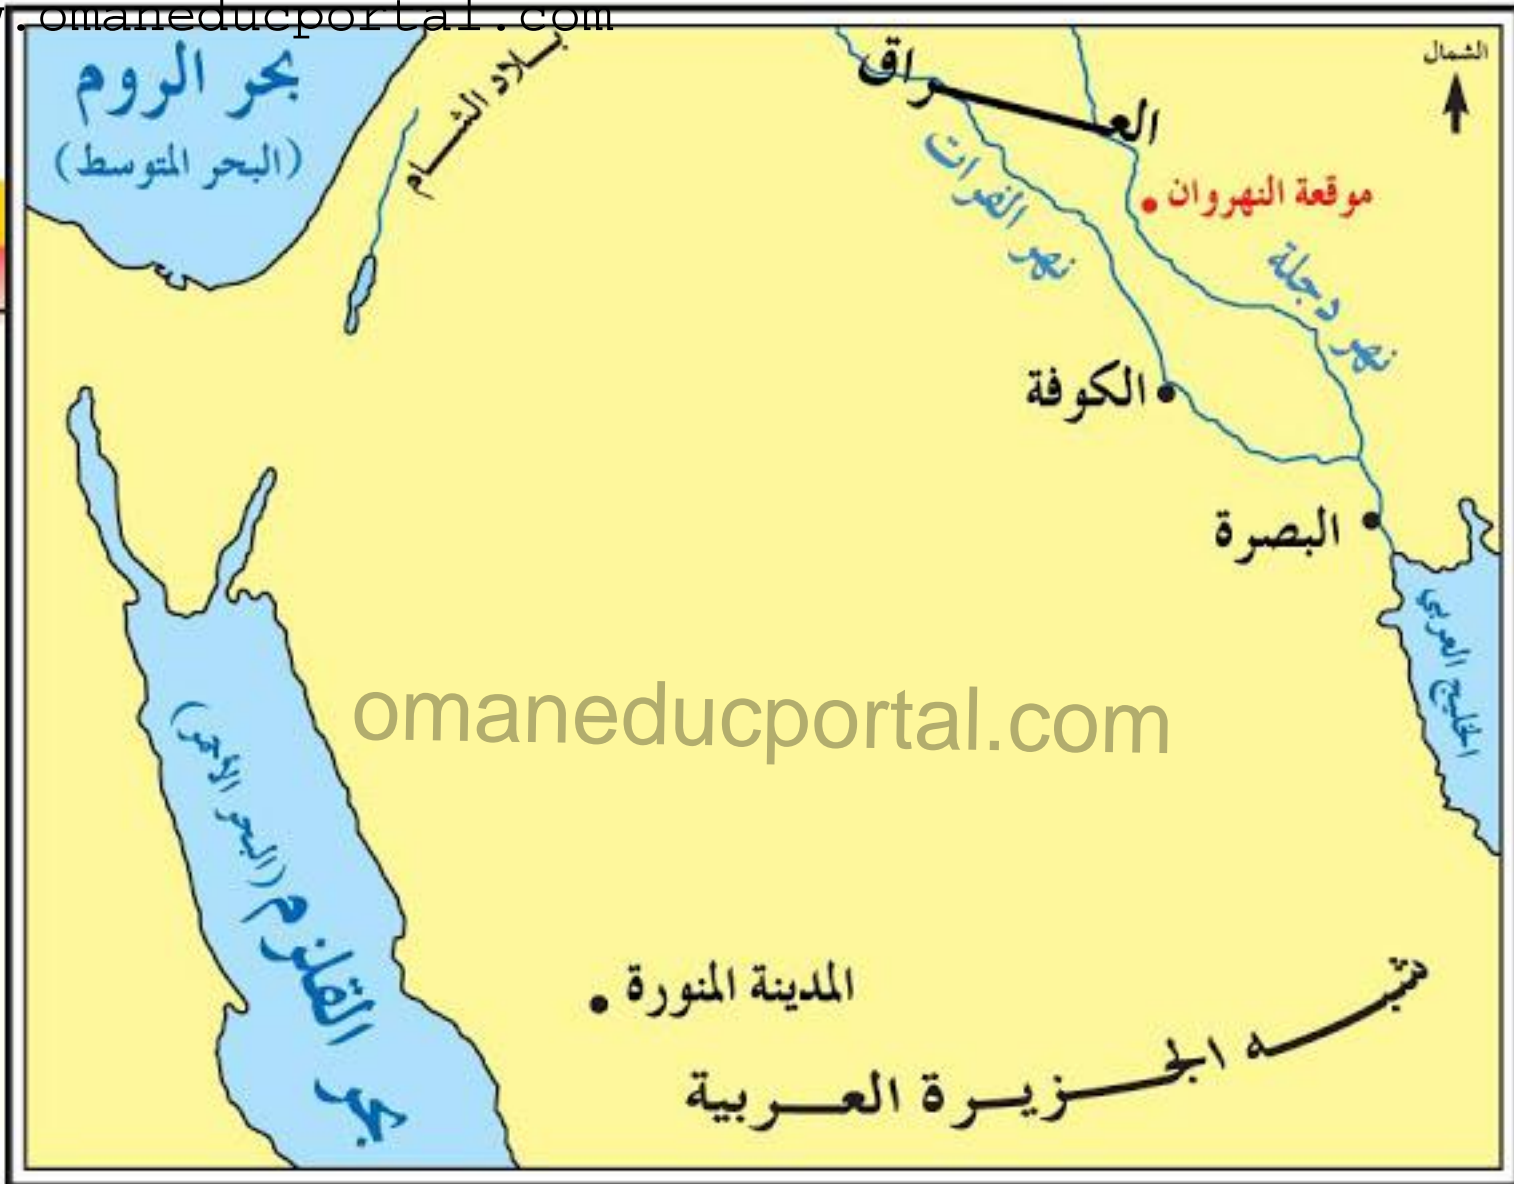 .omaneducportal.com
بحر الروم
(البحر المتوسط)
بلاد الشام
العراق
الشمال
موقعة النهروان
نهر الفرات
نهر دجلة
الكوفة
البصرة
الخليج العربي
omaneducportal.com
بحر القلزم (البحر الأحمر)
المدينة المنورة
شبه الجزيرة العربية